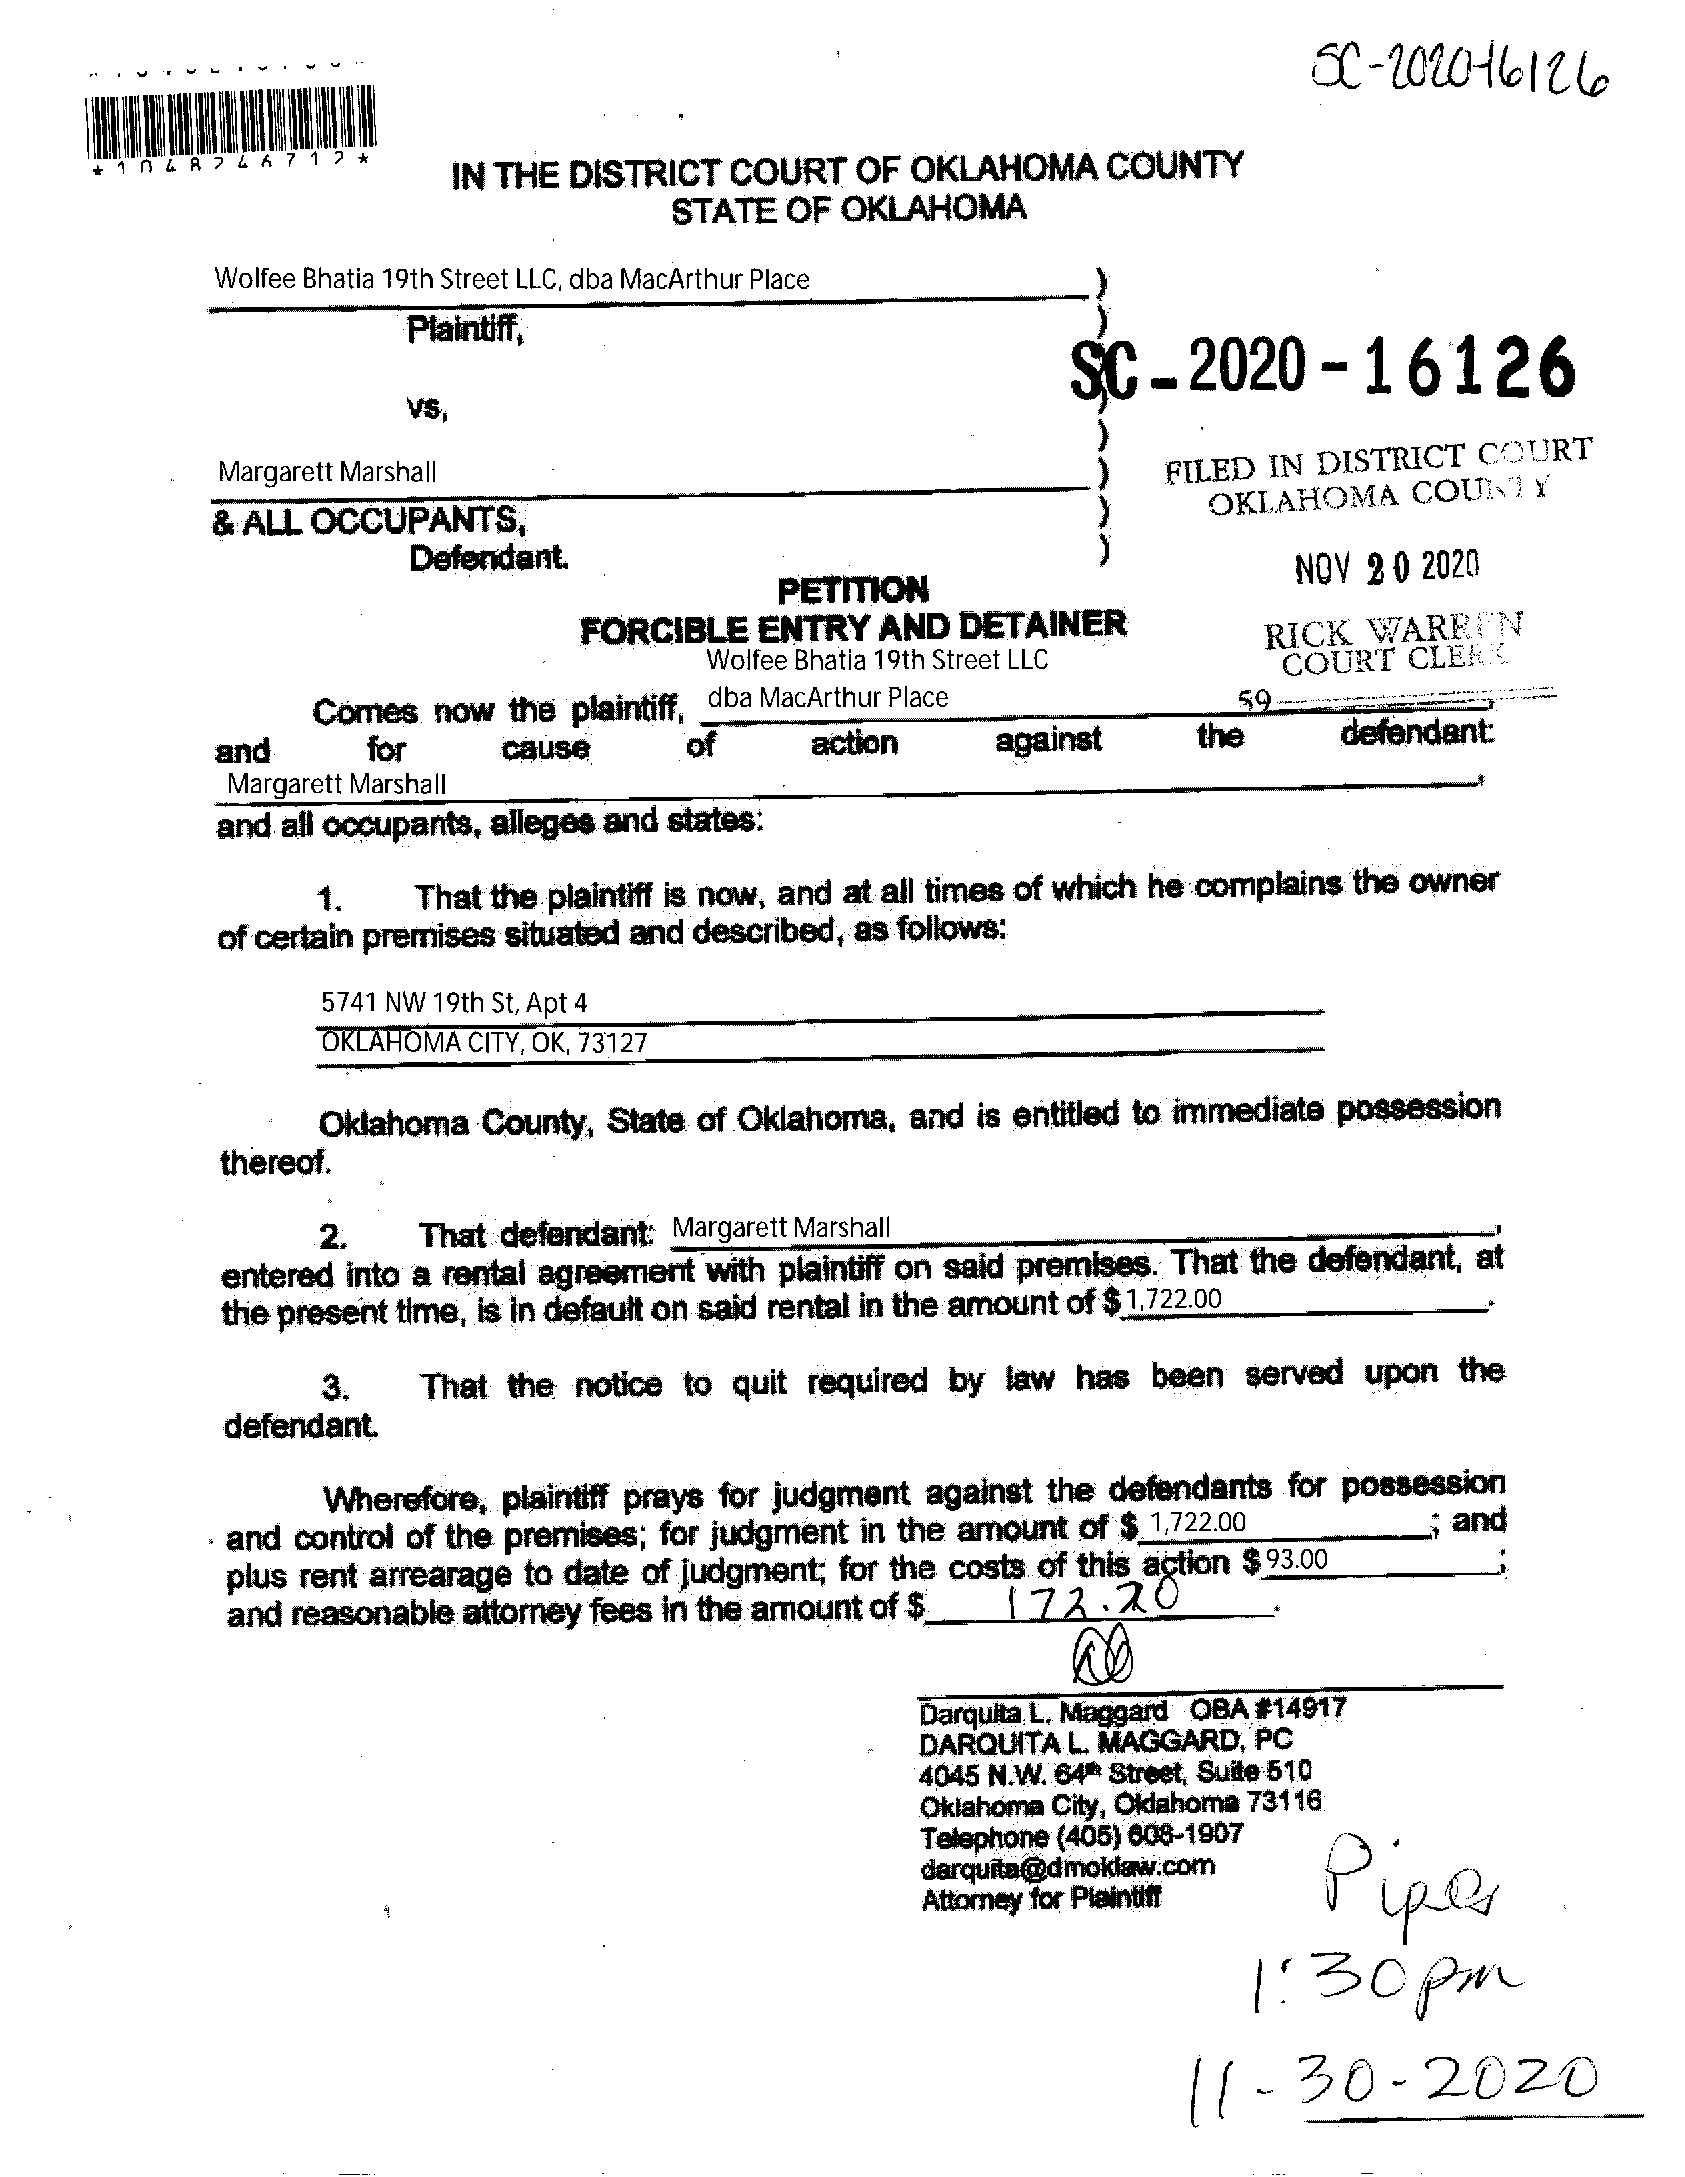 SC-2020-16126
*1048246712*
IN THE DISTRICT COURT OF OKLAHOMA COUNTY
STATE OF OKLAHOMA
Wolfee Bhatia 19th Street LLC, dba MacArthur Place )
Plaintiff, )
SC-2020-16126
vs, )
)
Margarett Marshall )
FILED IN DISTRICT COURT
OKLAHOMA COUNTY
& ALL OCCUPANTS, )
Defendant. )
NOV 20 2020
PETITION
FORCIBLE ENTRY AND DETAINER
RICK WARREN
COURT CLERK
59
Wolfee Bhatia 19th Street LLC
Comes now the plaintiff, dba MacArthur Place ,
and for cause of action against the defendant:
Margarett Marshall ,
and all occupants, alleges and states:
1. That the plaintiff is now, and at all times of which he complains the owner
of certain premises situated and described, as follows:
5741 NW 19th St, Apt 4
OKLAHOMA CITY, OK, 73127
Oklahoma County, State of Oklahoma, and is entitled to immediate possession
thereof.
2. That defendant: Margarett Marshall ,
entered into a rental agreement with plaintiff on said premises. That the defendant, at
the present time, is in default on said rental in the amount of $ 1,722.00 .
3. That the notice to quit required by law has been served upon the
defendant.
Wherefore, plaintiff prays for judgment against the defendants for possession
and control of the premises; for judgment in the amount of $ 1,722.00 ; and
plus rent arrearage to date of judgment; for the costs of this action $ 93.00 ;
and reasonable attorney fees in the amount of $ 172.20 .
Darquita L. Maggard OBA #14917
DARQUITA L. MAGGARD, PC
4045 N.W. 64th Street, Suite 510
Oklahoma City, Oklahoma 73116
Telephone (405) 608-1907
darquita@dmoklaw.com
Attorney for Plaintiff
1:30pm
11-30-2020